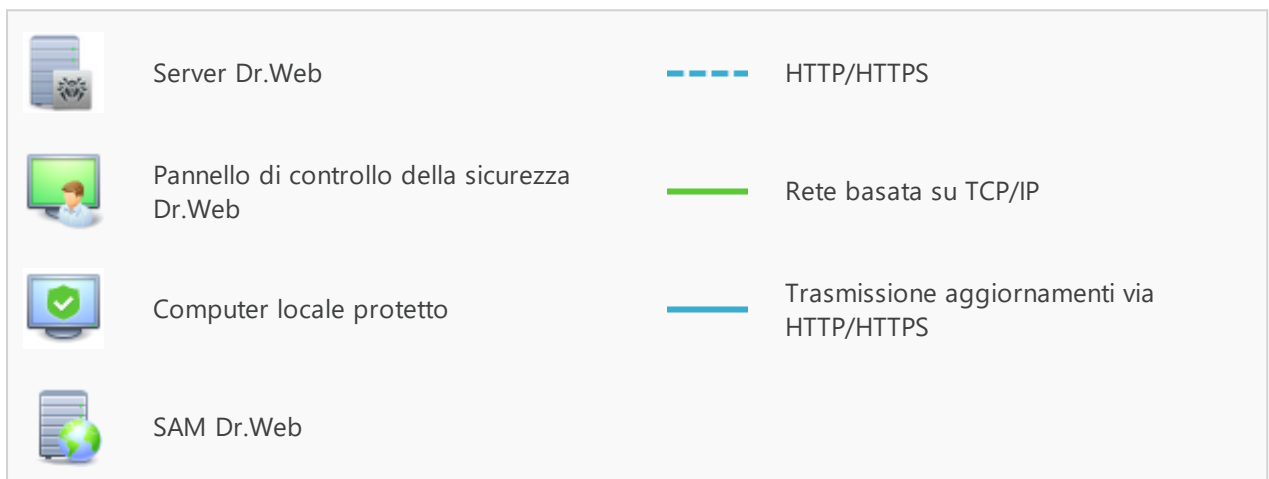 Server Dr.Web
HTTP/HTTPS
Pannello di controllo della sicurezza
Dr.Web
Rete basata su TCP/IP
Computer locale protetto
Trasmissione aggiornamenti via
HTTP/HTTPS
SAM Dr.Web